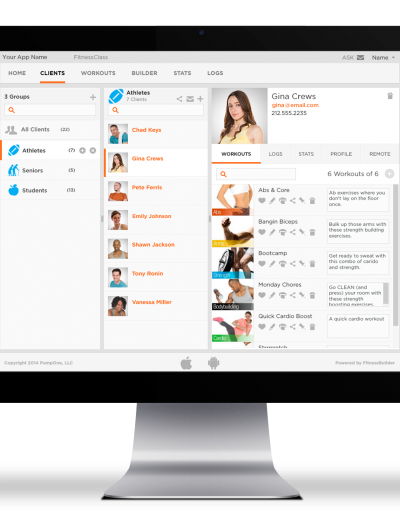 Your App Name
FitnessClass
ASK
Name
HOME
CLIENTS
WORKOUTS
BUILDER
STATS
LOGS
3 Groups
All Clients
(22)
Athletes
(7)
Seniors
(5)
Students
(13)
Athletes
7 Clients
Chad Keys
Gina Crews
Pete Ferris
Emily Johnson
Shawn Jackson
Tony Ronin
Vanessa Miller
Gina Crews
gina@email.com
212.555.2235
WORKOUTS
LOGS
STATS
PROFILE
REMOTE
6 Workouts of 6
Abs
Abs & Core
Ab exercises where you
don't lay on the floor
once.
Arms
Bangin Biceps
Bulk up those arms with
these strength building
exercises.
Bootcamp
Get ready to sweat with
this combo of cardio
and strength.
Bodybuilding
Monday Chores
Go CLEAN (and
press) your room with
these strength
boosting
Cardio
Quick Cardio Boost
A quick cardio workout
Copyright 2014 PumpOne, LLC
Powered by FitnessBuilder